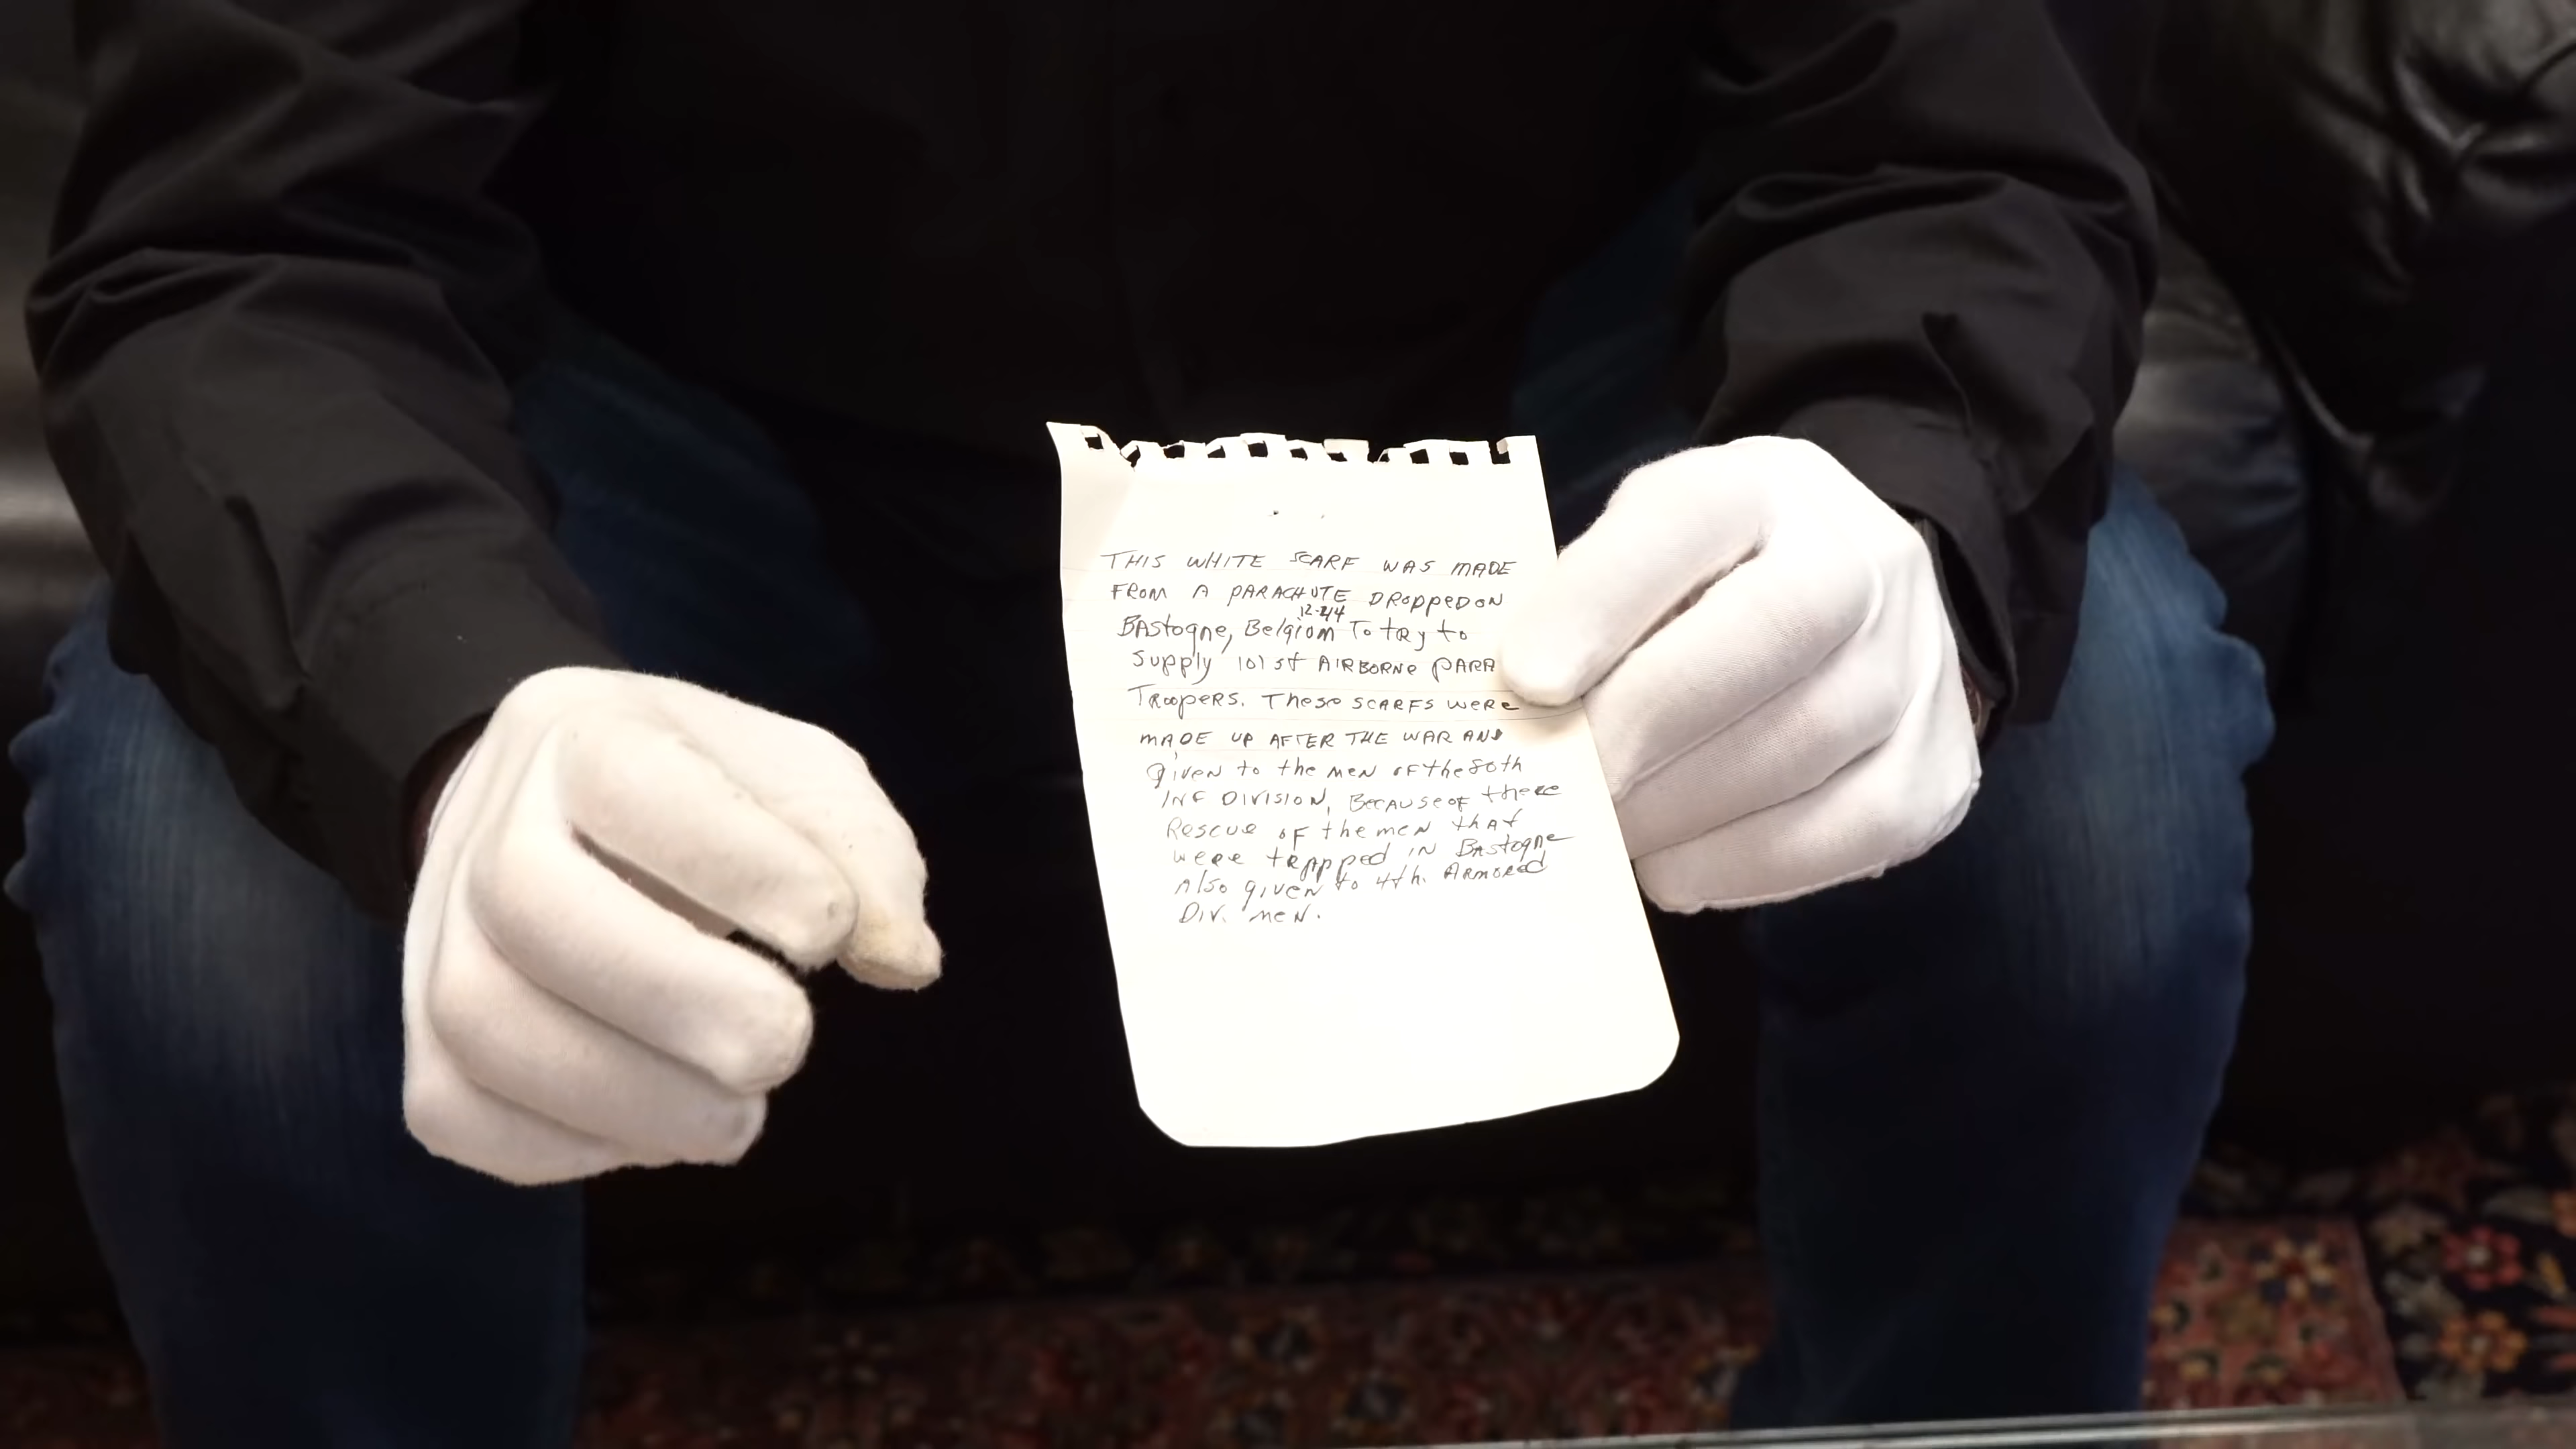 THIS WHITE SCARF WAS MADE
FROM A PARACHUTE DROPPED ON
12-44
BASTOGNE, Belgiom To try to
supply 101st AIRBORNE PARA
TROOPERS. These SCARFS WERE
MADE UP AFTER THE WAR AND
given to the men of the 80th
INF DIVISION, Because of there
Rescue of the men that
were trapped IN Bastogne
Also given to 4th. Armored
Div. men.